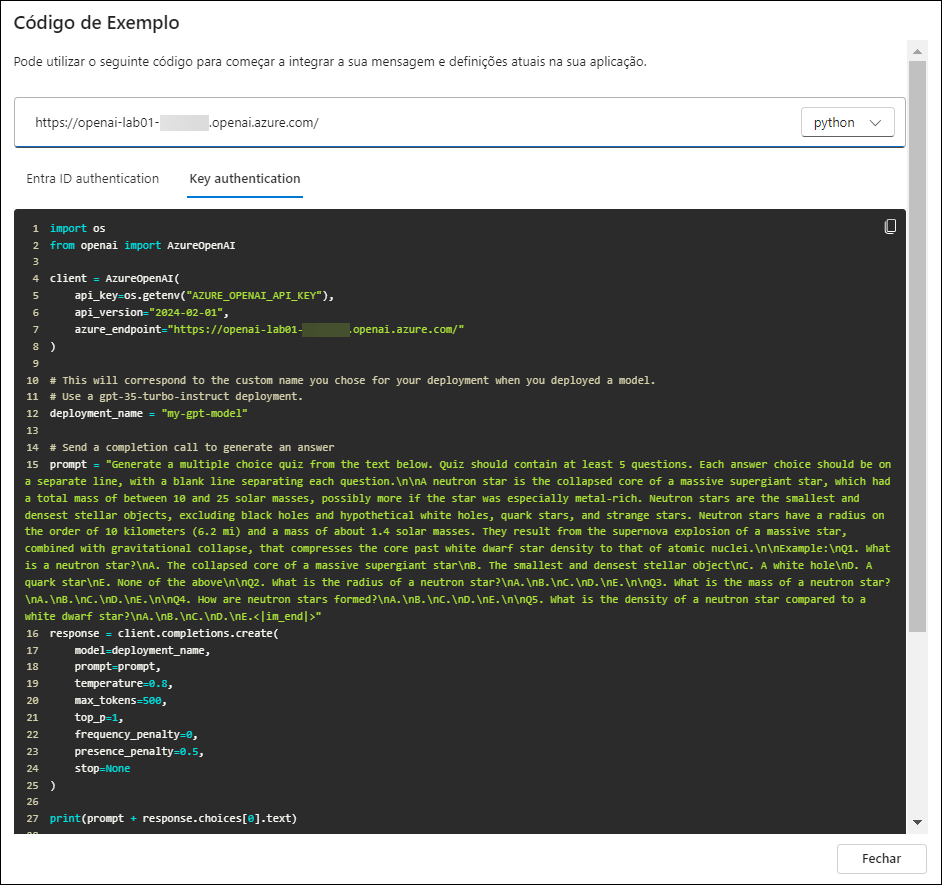 Código de Exemplo
Pode utilizar o seguinte código para começar a integrar a sua mensagem e definições atuais na sua aplicação.
https://openai-lab01- .openai.azure.com/
python
Entra ID authentication Key authentication
1 import os
2 from openai import AzureOpenAI
3
4 client = AzureOpenAI(
5 api_key=os.getenv("AZURE_OPENAI_API_KEY"),
6 api_version="2024-02-01",
7 azure_endpoint="https://openai-lab01- .openai.azure.com/"
8 )
9
10 # This will correspond to the custom name you chose for your deployment when you deployed a model.
11 # Use a gpt-35-turbo-instruct deployment.
12 deployment_name = "my-gpt-model"
13
14 # Send a completion call to generate an answer
15 prompt = "Generate a multiple choice quiz from the text below. Quiz should contain at least 5 questions. Each answer choice should be on
a separate line, with a blank line separating each question.\n\nA neutron star is the collapsed core of a massive supergiant star, which had
a total mass of between 10 and 25 solar masses, possibly more if the star was especially metal-rich. Neutron stars are the smallest and
densest stellar objects, excluding black holes and hypothetical white holes, quark stars, and strange stars. Neutron stars have a radius on
the order of 10 kilometers (6.2 mi) and a mass of about 1.4 solar masses. They result from the supernova explosion of a massive star,
combined with gravitational collapse, that compresses the core past white dwarf star density to that of atomic nuclei.\n\nExample:\nQ1. What
is a neutron star?\nA. The collapsed core of a massive supergiant star\nB. The smallest and densest stellar object\nC. A white hole\nD. A
quark star\nE. None of the above\n\nQ2. What is the radius of a neutron star?\nA.\nB.\nC.\nD.\nE.\n\nQ3. What is the mass of a neutron star?
\nA.\nB.\nC.\nD.\nE.\n\nQ4. How are neutron stars formed?\nA.\nB.\nC.\nD.\nE.\n\nQ5. What is the density of a neutron star compared to a
white dwarf star?\nA.\nB.\nC.\nD.\nE.<|im_end|>"
16 response = client.completions.create(
17 model=deployment_name,
18 prompt=prompt,
19 temperature=0.8,
20 max_tokens=500,
21 top_p=1,
22 frequency_penalty=0,
23 presence_penalty=0.5,
24 stop=None
25 )
26
27 print(prompt + response.choices[0].text)
Fechar